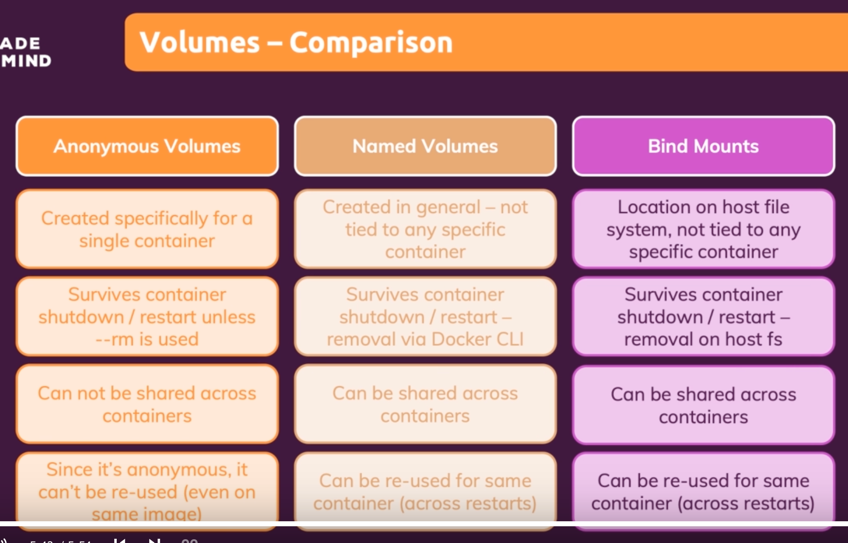 ADE
MIND
Volumes – Comparison
Anonymous Volumes
Created specifically for a
single container
Survives container
shutdown / restart unless
--rm is used
Can not be shared across
containers
Since it's anonymous, it
can't be re-used (even on
same image)
Named Volumes
Created in general – not
tied to any specific
container
Survives container
shutdown / restart –
removal via Docker CLI
Can be shared across
containers
Can be re-used for same
container (across restarts)
Bind Mounts
Location on host file
system, not tied to any
specific container
Survives container
shutdown / restart –
removal on host fs
Can be shared across
containers
Can be re-used for same
container (across restarts)